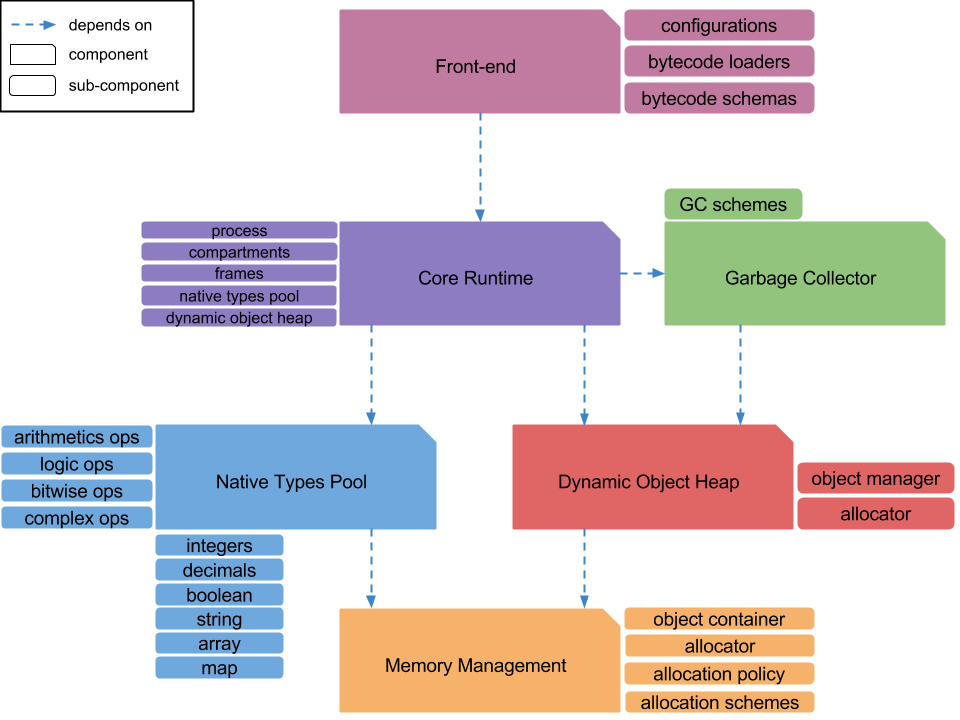 depends on
component
sub-component
Front-end
configurations
bytecode loaders
bytecode schemas
GC schemes
process
compartments
frames
native types pool
dynamic object heap
Core Runtime
Garbage Collector
arithmetics ops
logic ops
bitwise ops
complex ops
Native Types Pool
integers
decimals
boolean
string
array
map
Dynamic Object Heap
object manager
allocator
Memory Management
object container
allocator
allocation policy
allocation schemes